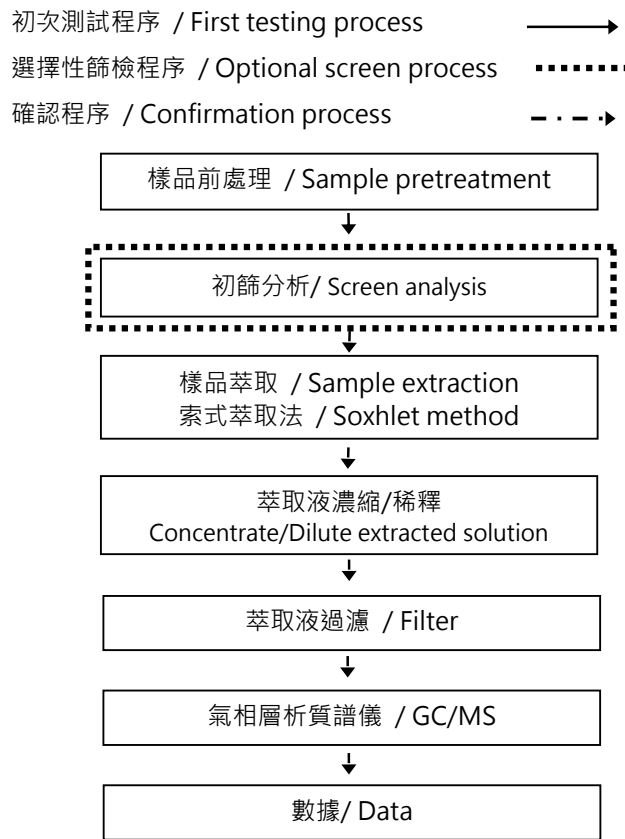 初次測試程序 / First testing process
選擇性篩檢程序 / Optional screen process
確認程序 / Confirmation process
樣品前處理 / Sample pretreatment
初篩分析/ Screen analysis
樣品萃取 / Sample extraction
索式萃取法 / Soxhlet method
萃取液濃縮/稀釋
Concentrate/Dilute extracted solution
萃取液過濾 / Filter
氣相層析質譜儀 / GC/MS
數據/ Data